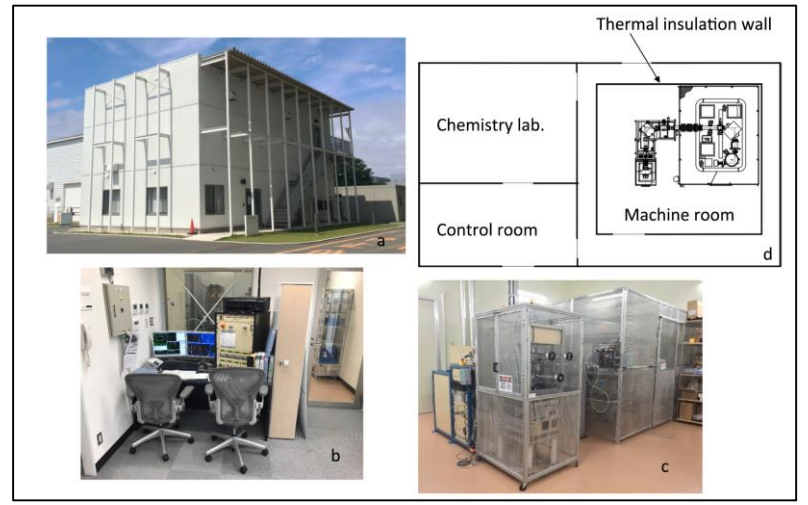 Thermal insulation wall
a
Chemistry lab.
Control room
Machine room
d
b
c